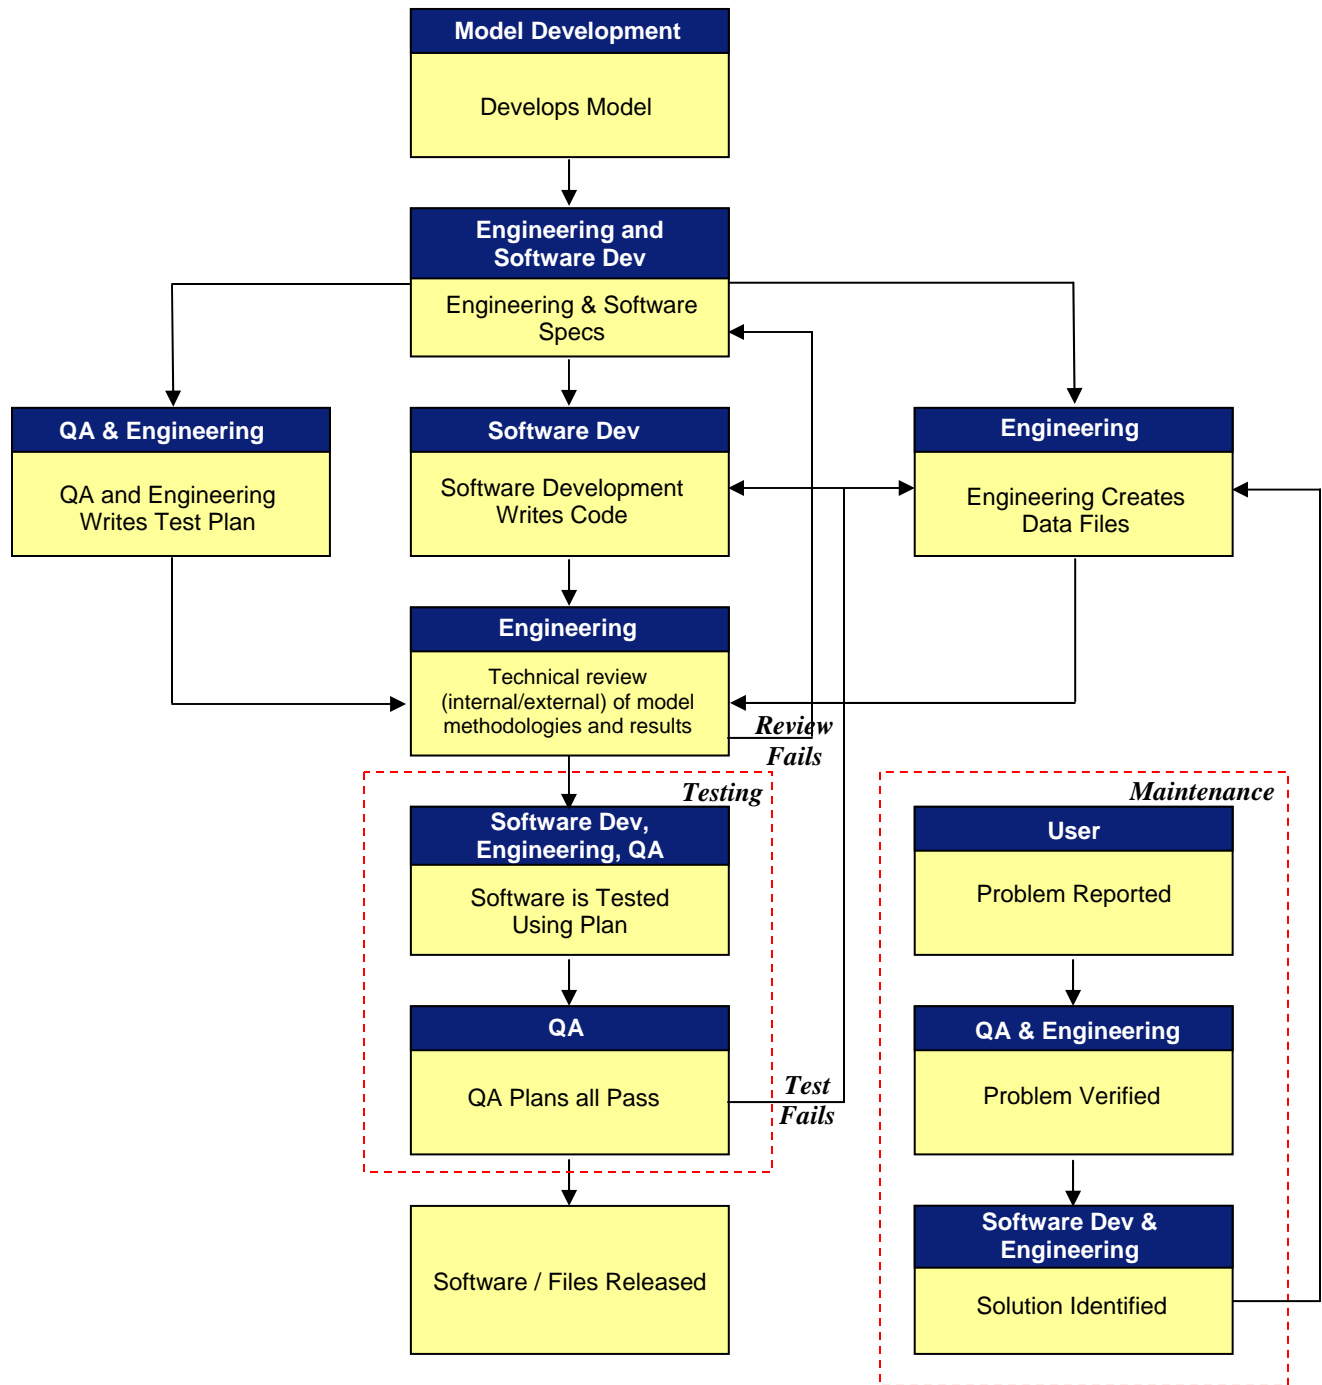 Model Development
Develops Model
Engineering and
Software Dev
Engineering & Software
Specs
QA & Engineering
QA and Engineering
Writes Test Plan
Software Dev
Software Development
Writes Code
Engineering
Engineering Creates
Data Files
Engineering
Technical review
(internal/external) of model
methodologies and results
Review
Fails
Testing
Software Dev,
Engineering, QA
Software is Tested
Using Plan
QA
QA Plans all Pass
Test
Fails
Software / Files Released
Maintenance
User
Problem Reported
QA & Engineering
Problem Verified
Software Dev &
Engineering
Solution Identified